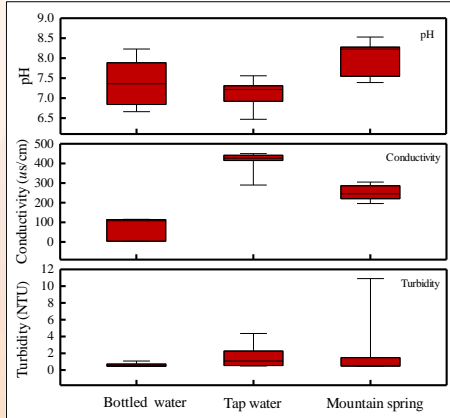 9.0
8.5
8.0
7.5
7.0
6.5
6.0
pH
pH
500
400
300
200
100
0
Conductivity (us/cm)
Conductivity
12
10
8
6
4
2
0
Turbidity (NTU)
Turbidity
Bottled water Tap water Mountain spring